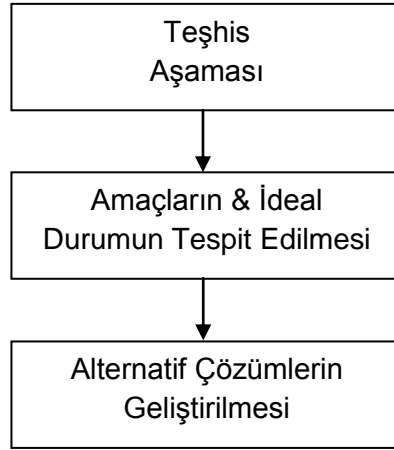 Teşhis
Aşaması
Amaçların & İdeal
Durumun Tespit Edilmesi
Alternatif Çözümlerin
Geliştirilmesi